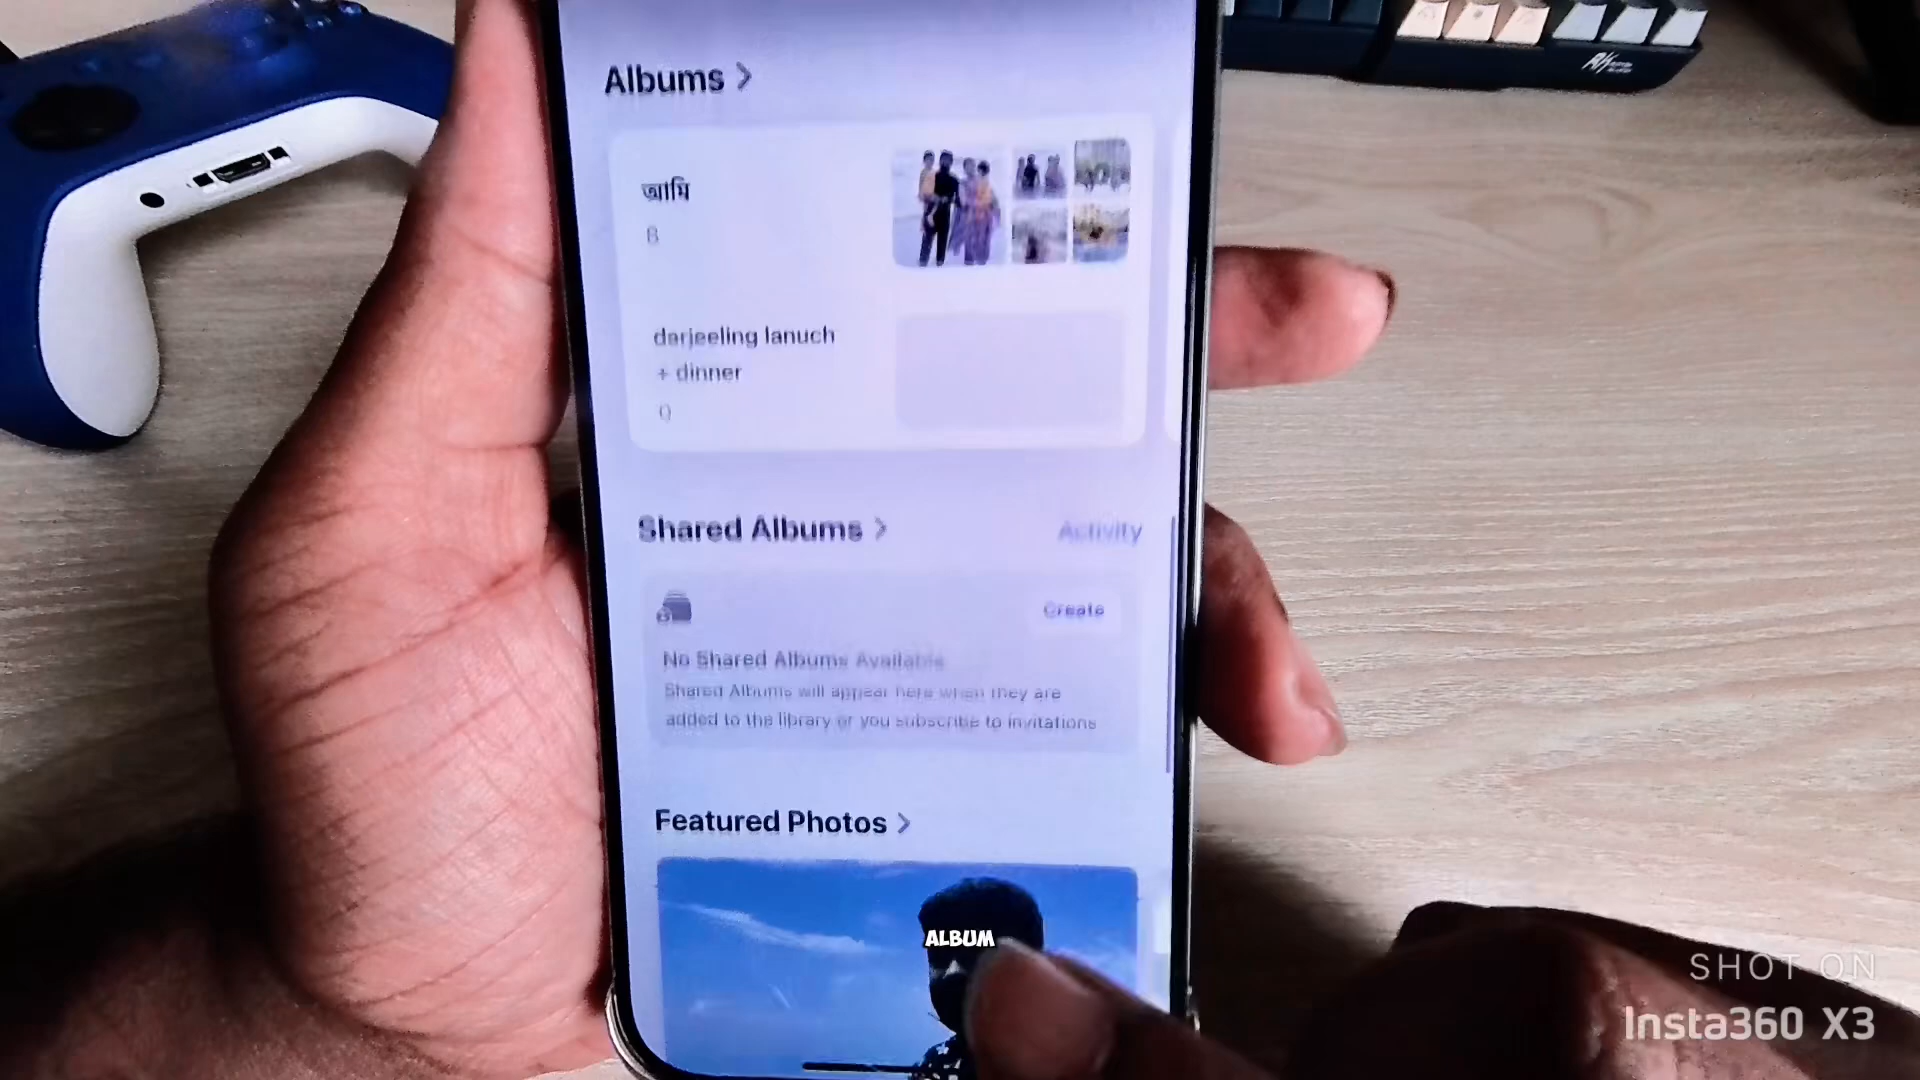 Albums >
আমি
8
darjeeling lanuch
+ dinner
0
Shared Albums >
Activity
Create
No Shared Albums Available
Shared Albums will appear here when they are
added to the library or you subscribe to invitations
Featured Photos >
ALBUM
SHOT ON
Insta360 X3